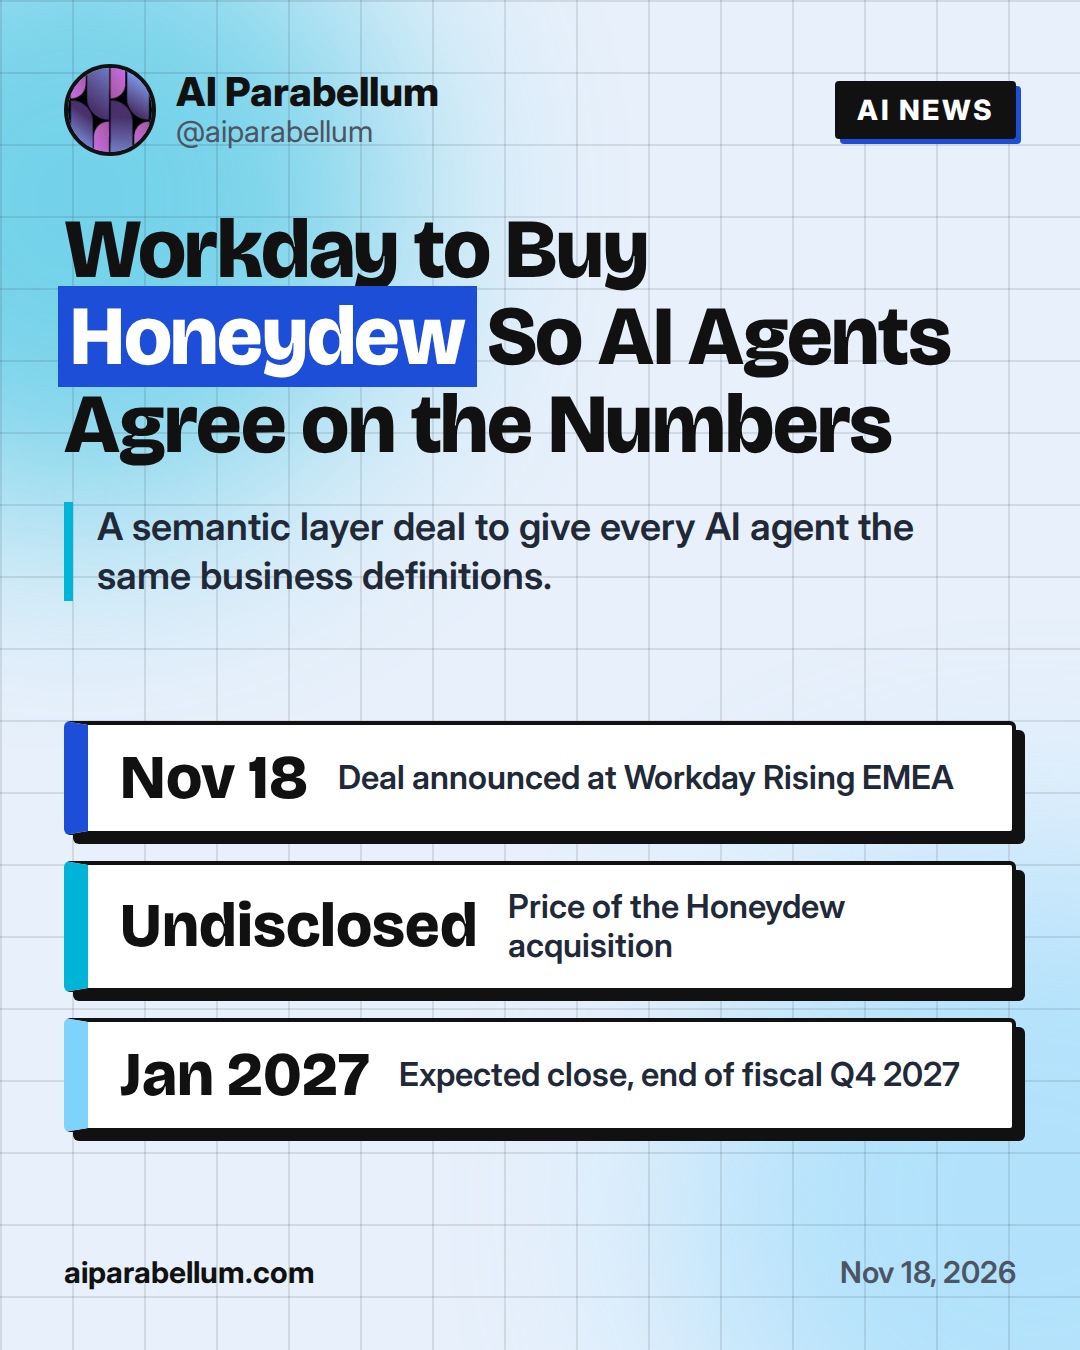 AI Parabellum
@aiparabellum
AI NEWS
Workday to Buy
Honeydew So AI Agents
Agree on the Numbers
A semantic layer deal to give every AI agent the
same business definitions.
Nov 18
Deal announced at Workday Rising EMEA
Undisclosed
Price of the Honeydew
acquisition
Jan 2027
Expected close, end of fiscal Q4 2027
aiparabellum.com
Nov 18, 2026